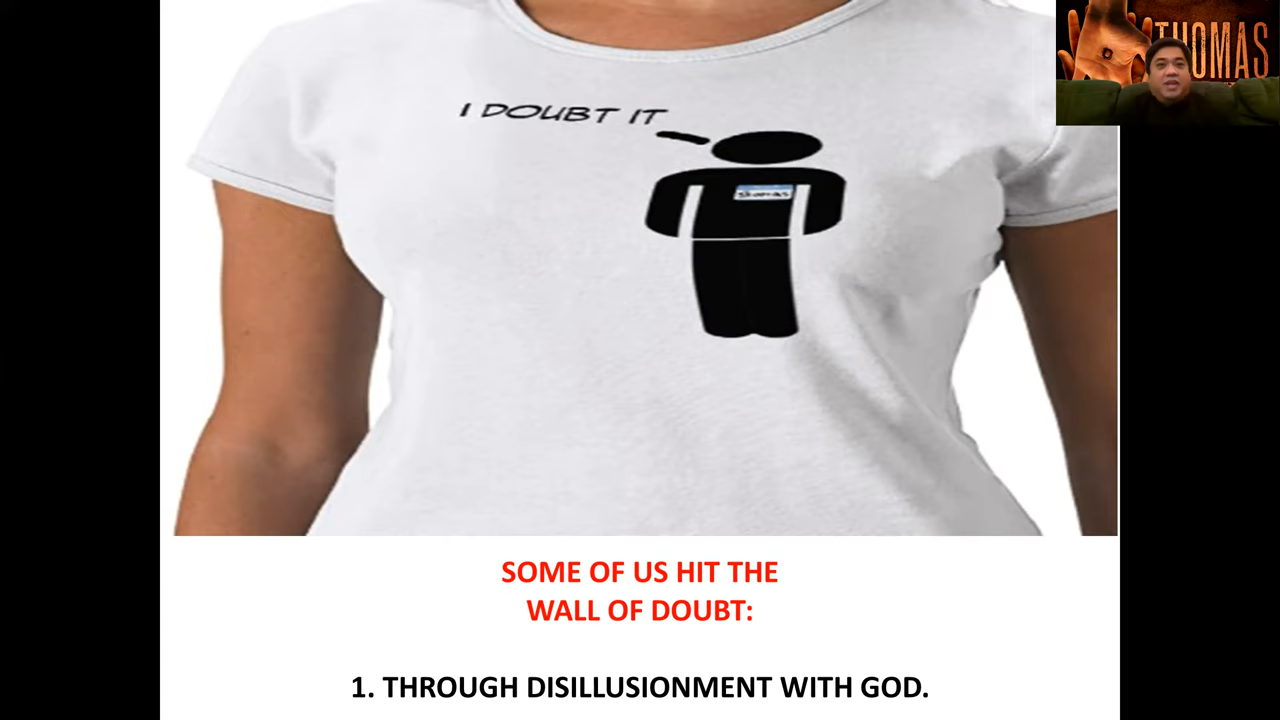 THOMAS
I DOUBT IT
SOME OF US HIT THE
WALL OF DOUBT:
1. THROUGH DISILLUSIONMENT WITH GOD.